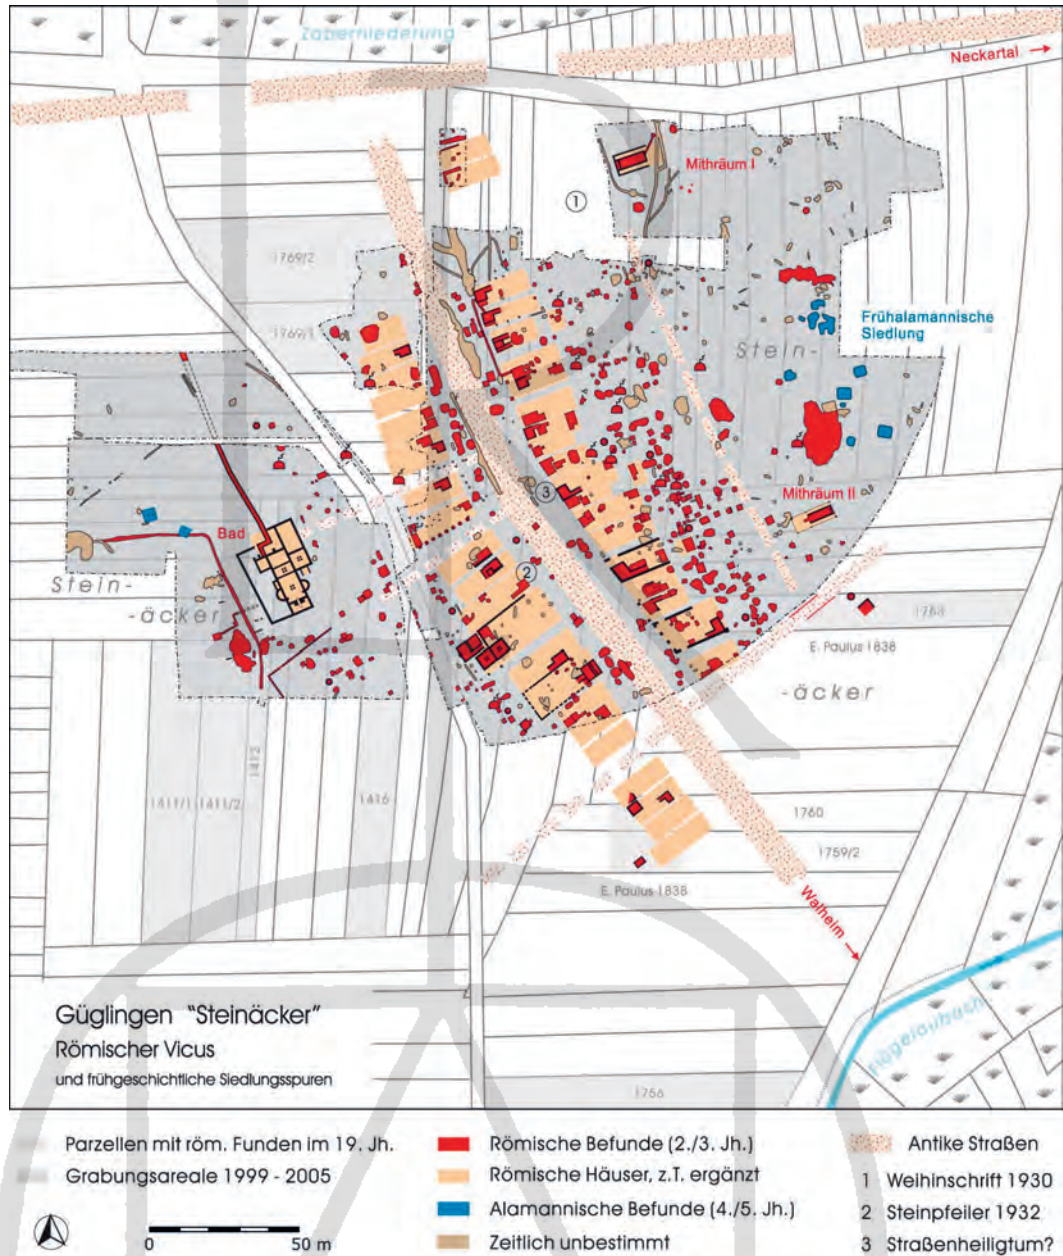 Zaberniederung
Neckartal →
Mithräum I
1
1769/2
1769/1
Frühalamannische
Siedlung
Stein-
3
Mithräum II
Bad
2
Stein-
-äcker
1768
E. Paulus 1838
-äcker
1412
1411/1
1411/2
1416
1760
1759/2
E. Paulus 1838
Walheim →
Güglingen "Steinäcker"
Römischer Vicus
und frühgeschichtliche Siedlungsspuren
1756
Parzellen mit röm. Funden im 19. Jh.
Grabungsareale 1999 - 2005
0 50 m
Römische Befunde (2./3. Jh.)
Römische Häuser, z.T. ergänzt
Alamannische Befunde (4./5. Jh.)
Zeitlich unbestimmt
Antike Straßen
1 Weihinschrift 1930
2 Steinpfeiler 1932
3 Straßenheiligtum?